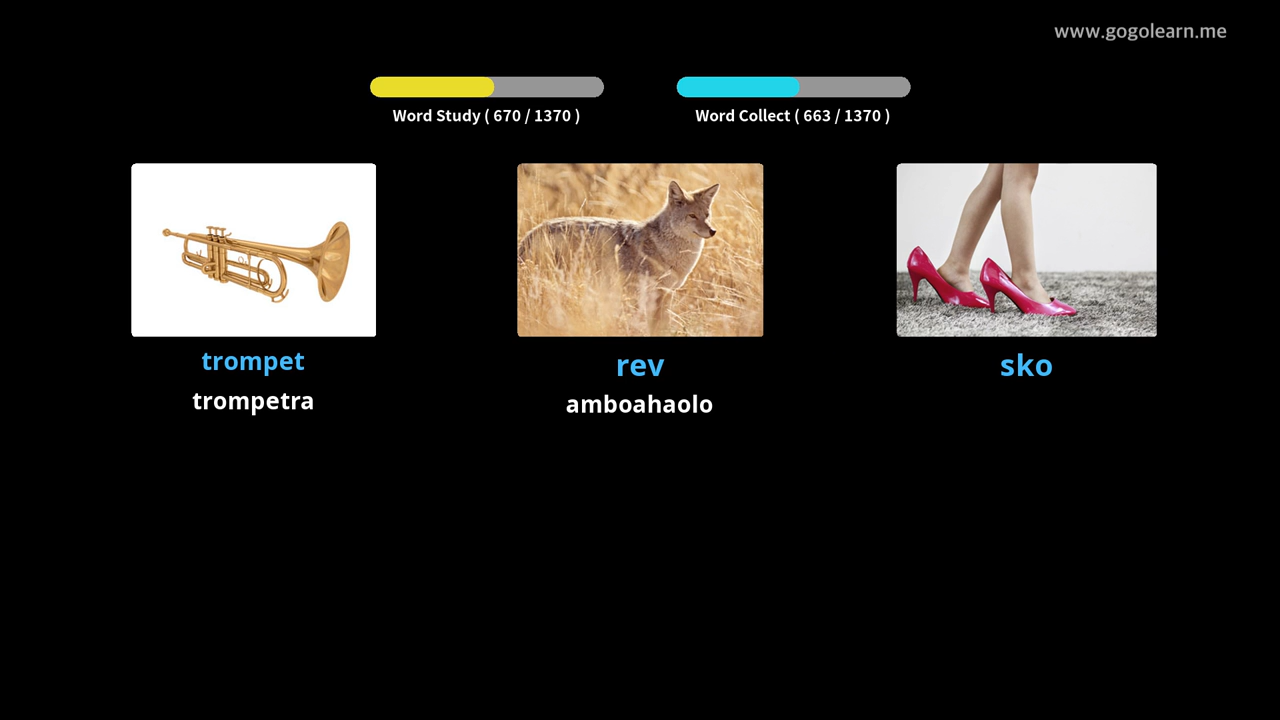 www.gogolearn.me
Word Study ( 670 / 1370 )
Word Collect ( 663 / 1370 )
trompet
trompetra
rev
amboahaolo
sko